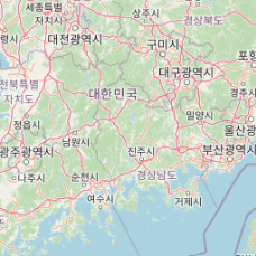 세종특별
자치시
상주시
경상북도
대전광역시
구미시
대구광역시
전북특별
자치도
대한민국
밀양시
경주시
정읍시
울산광
남원시
광주광역시
부산광역시
나주시
진주시
순천시
경상남도
여수시
거제시